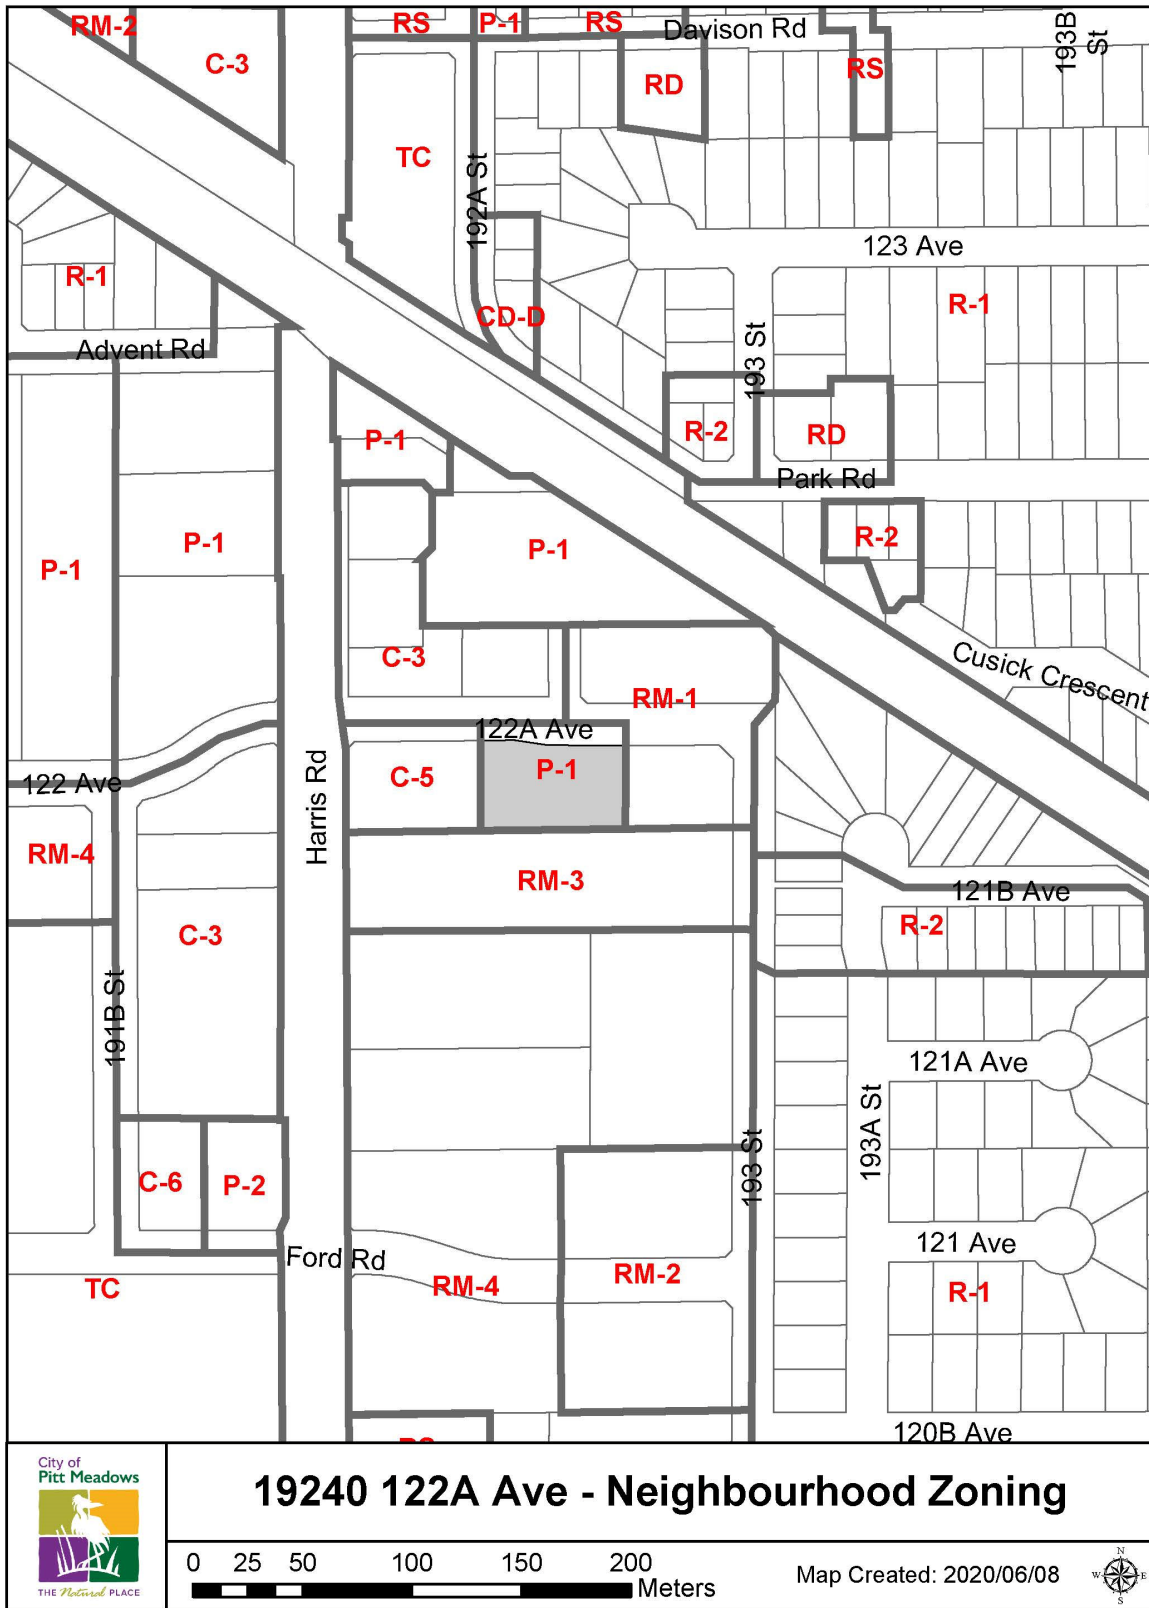 RM-2
RS
P-1
RS
Davison Rd
193B St
C-3
RD
RS
TC
192A St
123 Ave
R-1
R-1
CD-D
193 St
Advent Rd
P-1
R-2
RD
Park Rd
P-1
P-1
P-1
R-2
C-3
RM-1
Cusick Crescent
122A Ave
P-1
C-5
122 Ave
Harris Rd
RM-4
RM-3
121B Ave
R-2
C-3
191B St
121A Ave
193A St
193 St
C-6
P-2
121 Ave
Ford Rd
TC
RM-4
RM-2
R-1
120B Ave
City of
Pitt Meadows
THE Natural PLACE
19240 122A Ave - Neighbourhood Zoning
0 25 50 100 150 200
Meters
Map Created: 2020/06/08
N
W E
S